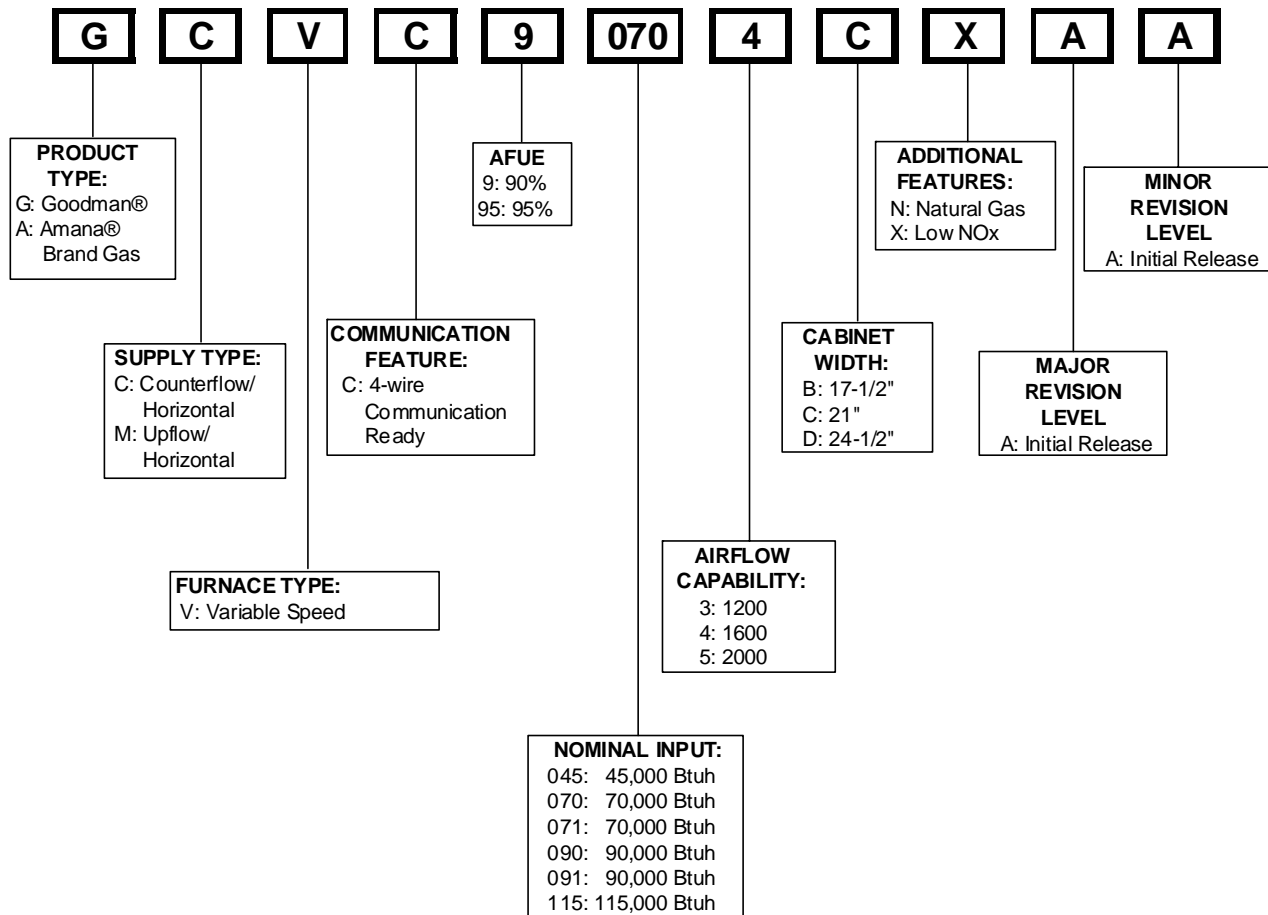 G C V C 9 070 4 C X A A
PRODUCT
TYPE:
G: Goodman®
A: Amana®
Brand Gas
AFUE
9: 90%
95: 95%
ADDITIONAL
FEATURES:
N: Natural Gas
X: Low NOx
MINOR
REVISION
LEVEL
A: Initial Release
SUPPLY TYPE:
C: Counterflow/
Horizontal
M: Upflow/
Horizontal
COMMUNICATION
FEATURE:
C: 4-wire
Communication
Ready
CABINET
WIDTH:
B: 17-1/2"
C: 21"
D: 24-1/2"
MAJOR
REVISION
LEVEL
A: Initial Release
FURNACE TYPE:
V: Variable Speed
AIRFLOW
CAPABILITY:
3: 1200
4: 1600
5: 2000
NOMINAL INPUT:
045: 45,000 Btuh
070: 70,000 Btuh
071: 70,000 Btuh
090: 90,000 Btuh
091: 90,000 Btuh
115: 115,000 Btuh